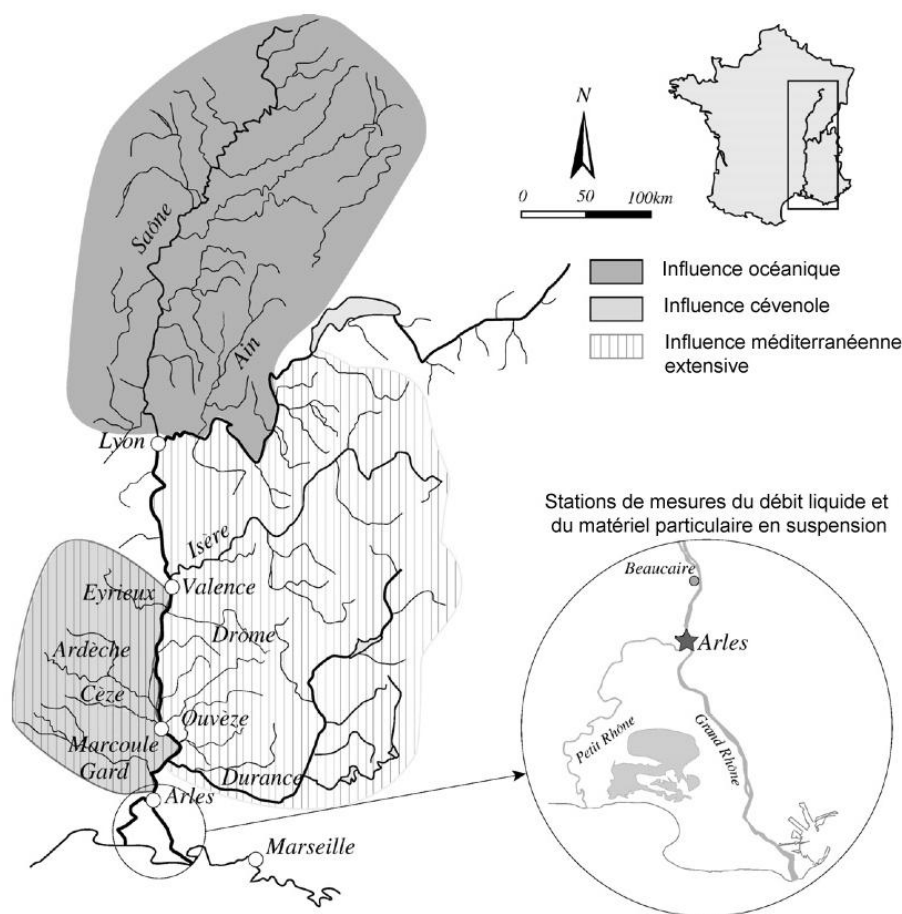 N
0 50 100km
Influence océanique
Influence cévenole
Influence méditerranéenne
extensive
Saône
Ain
Lyon
Isère
Valence
Eyrieux
Drôme
Ardèche
Cèze
Ouvèze
Marcoule
Gard
Durance
Arles
Marseille
Stations de mesures du débit liquide et
du matériel particulaire en suspension
Beaucaire
Arles
Petit Rhône
Grand Rhône